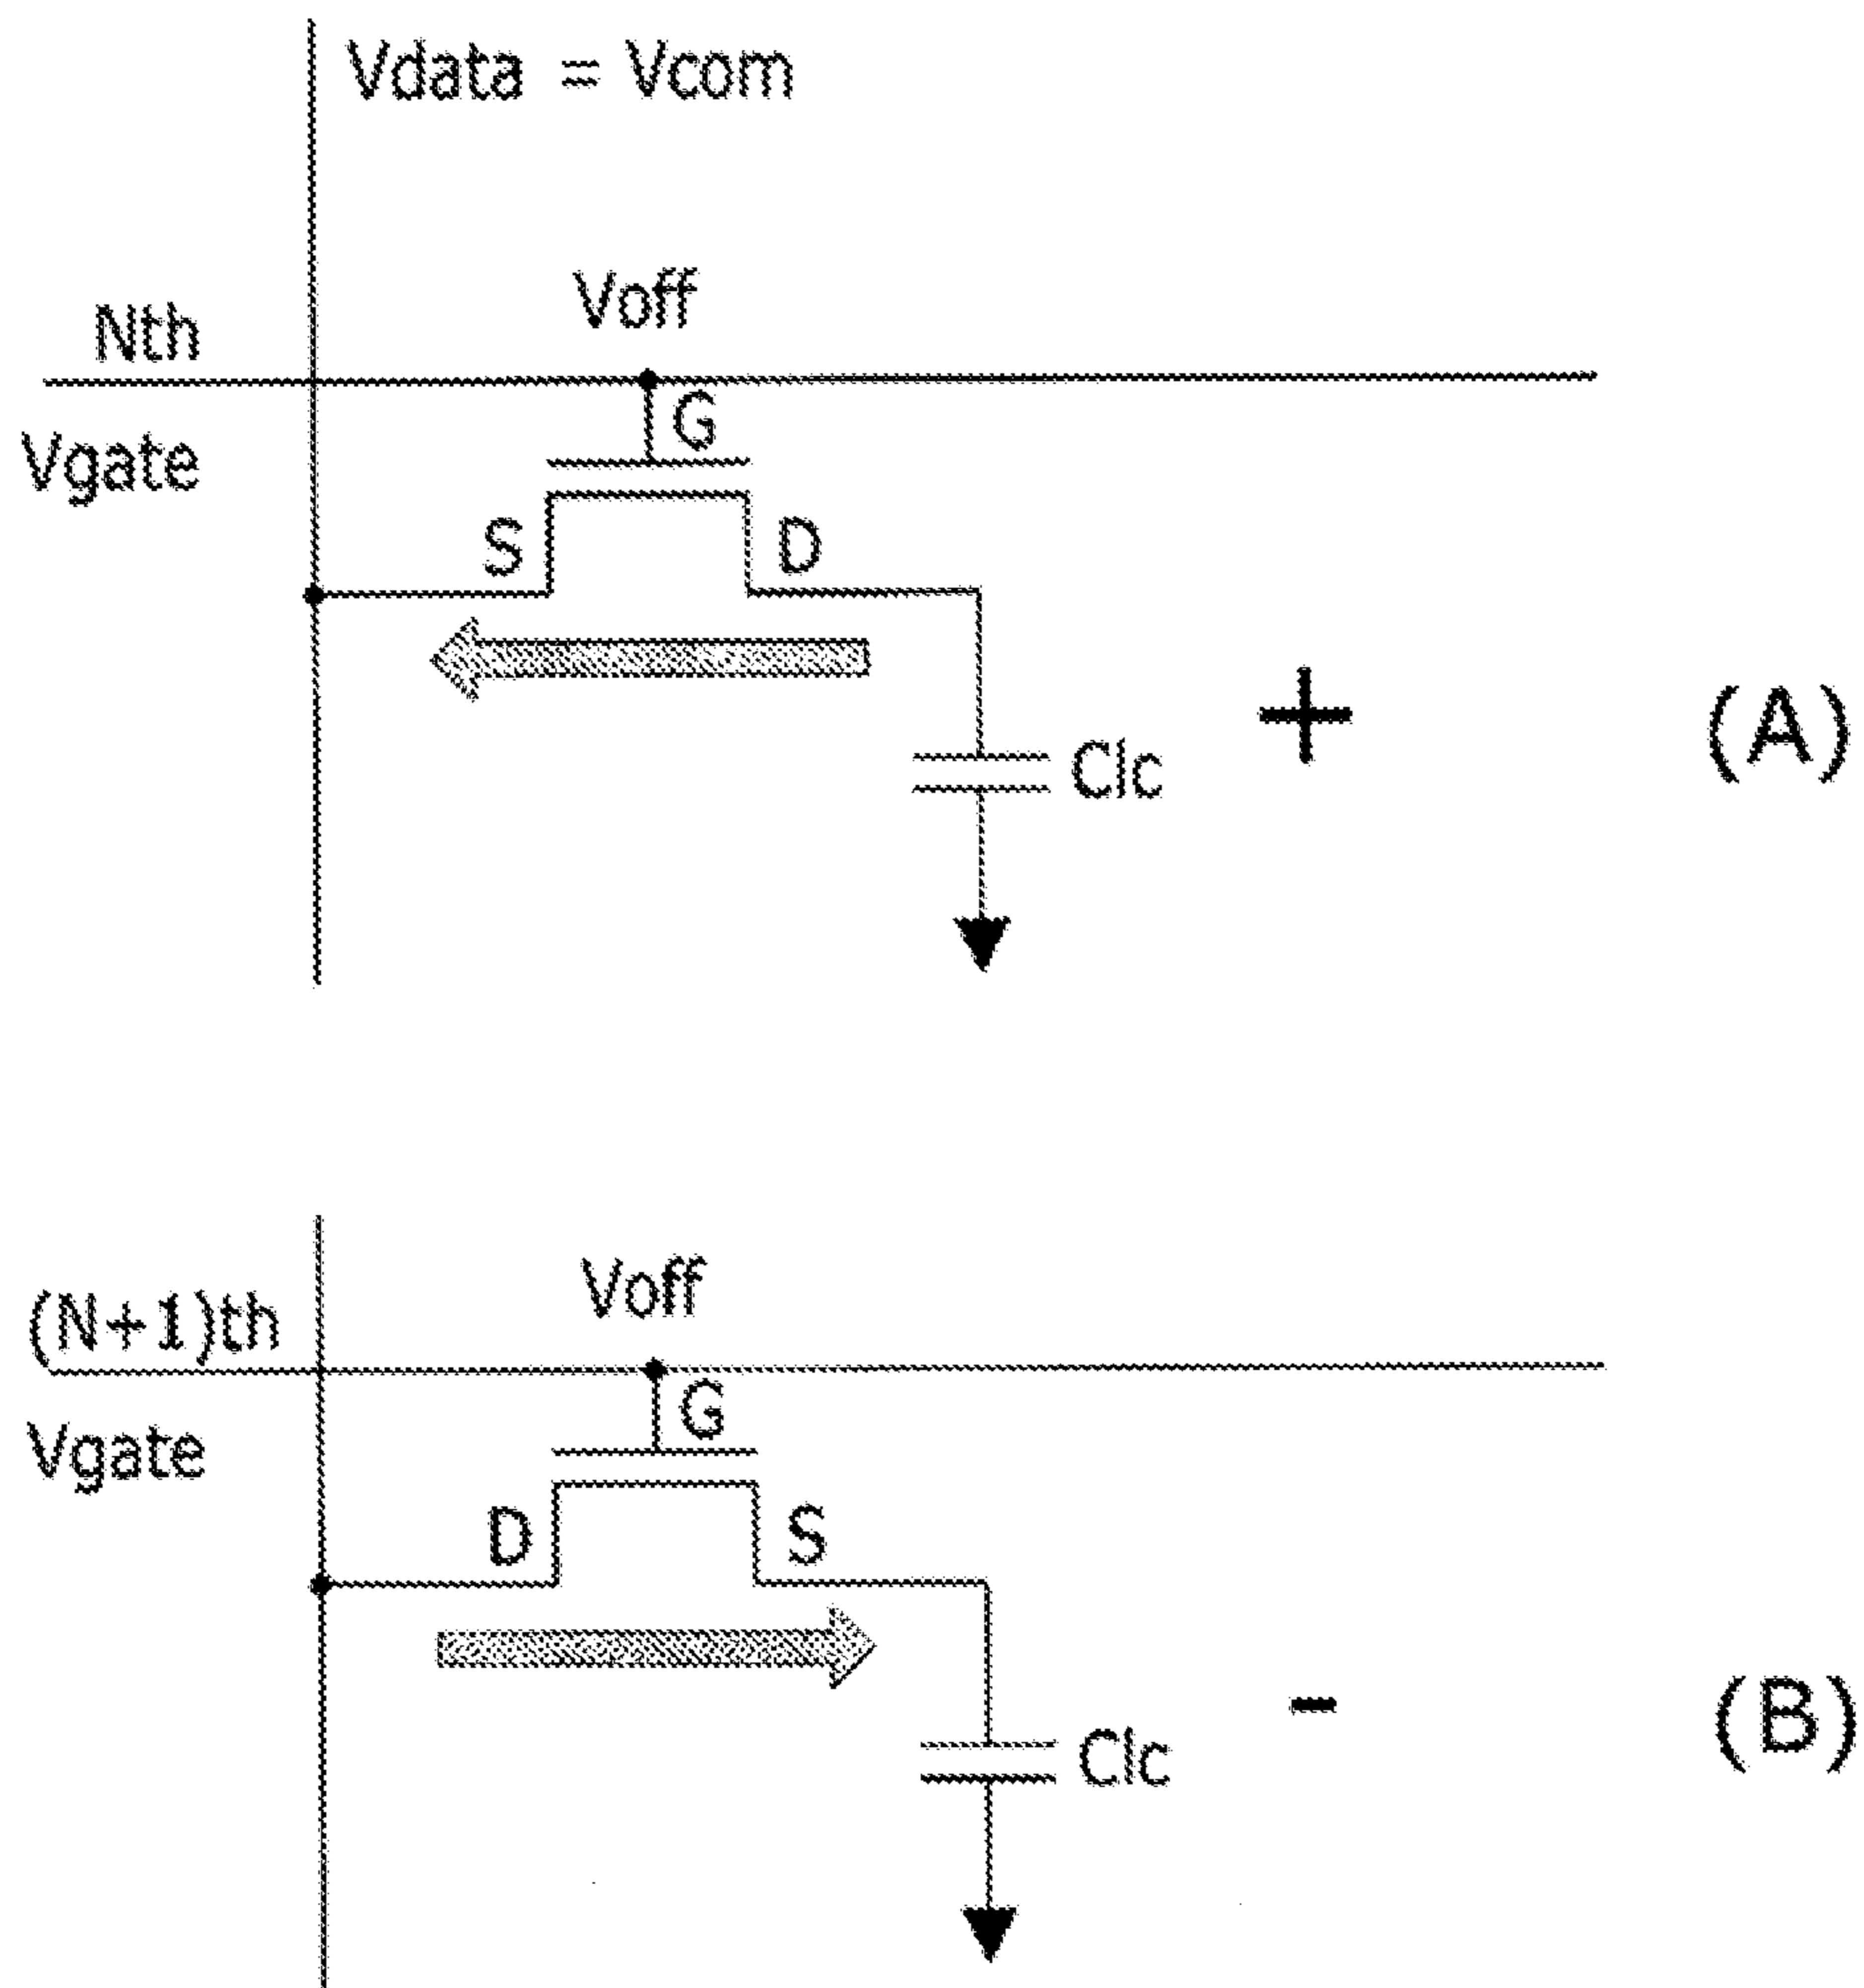 Vdata = Vcom
Voff
Nth
G
Vgate
S
D
+
(A)
Clc
Voff
(N+1)th
G
Vgate
D
S
-
(B)
Clc